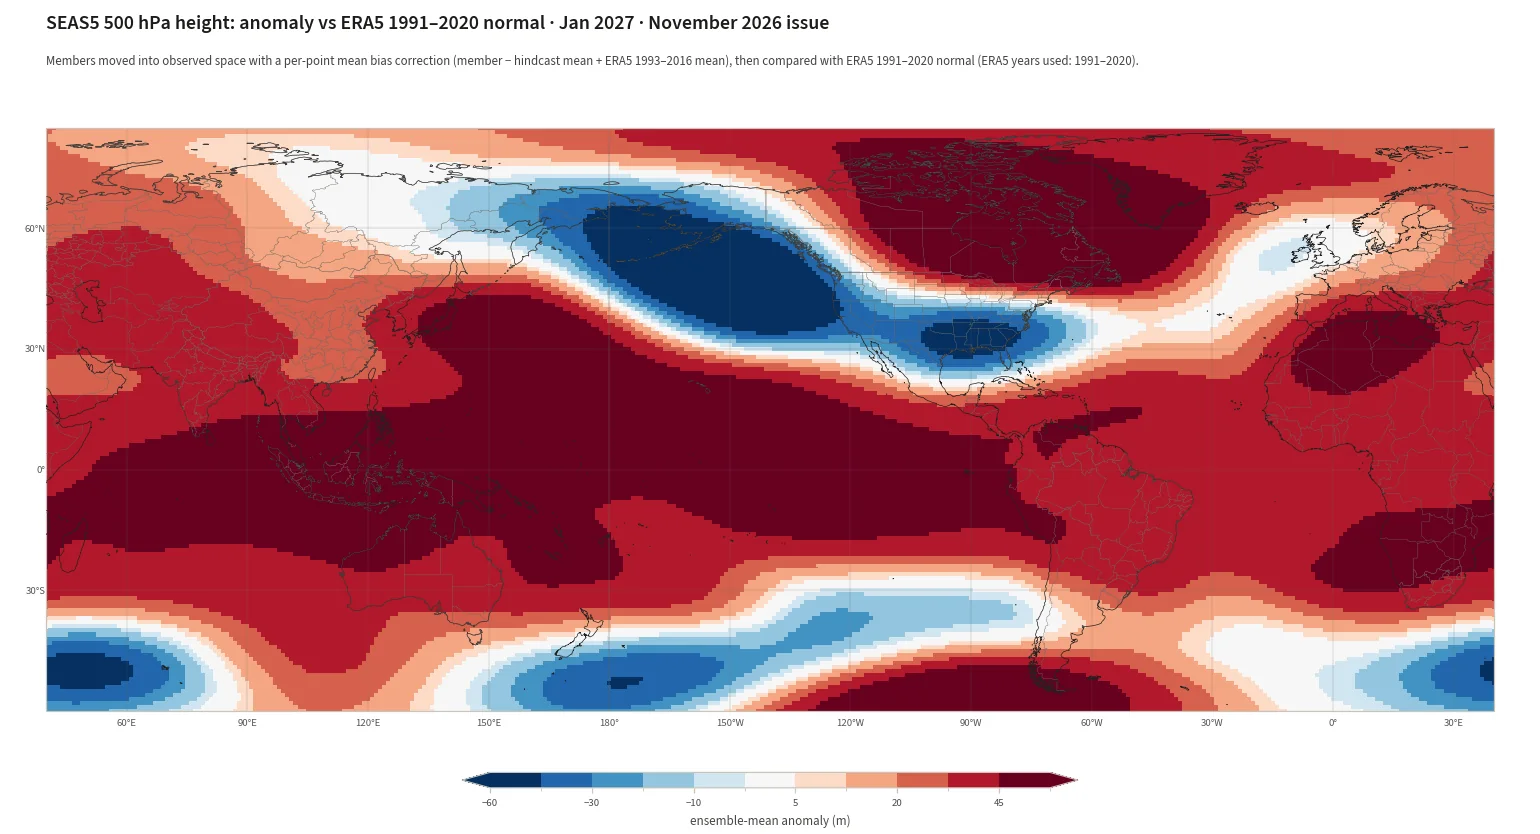 SEAS5 500 hPa height: anomaly vs ERA5 1991–2020 normal · Jan 2027 · November 2026 issue
Members moved into observed space with a per-point mean bias correction (member − hindcast mean + ERA5 1993–2016 mean), then compared with ERA5 1991–2020 normal (ERA5 years used: 1991–2020).
60°N
30°N
0°
30°S
60°E 90°E 120°E 150°E 180° 150°W 120°W 90°W 60°W 30°W 0° 30°E
−60 −30 −10 5 20 45
ensemble-mean anomaly (m)